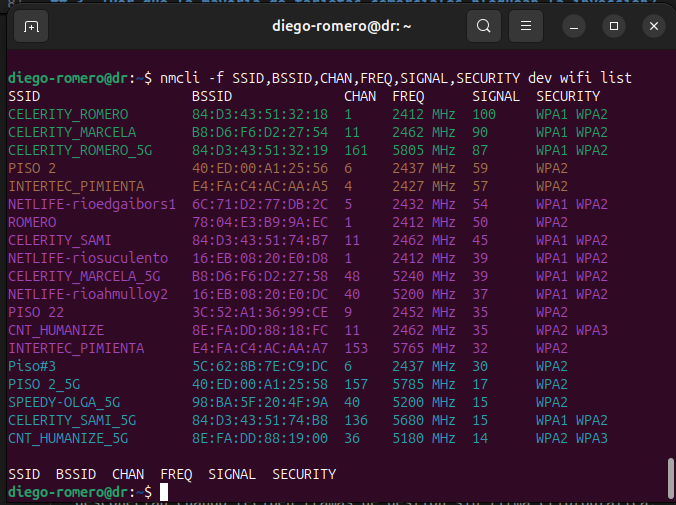 diego-romero@dr: ~
diego-romero@dr:~$ nmcli -f SSID,BSSID,CHAN,FREQ,SIGNAL,SECURITY dev wifi list
SSID BSSID CHAN FREQ SIGNAL SECURITY
CELERITY_ROMERO 84:D3:43:51:32:18 1 2412 MHz 100 WPA1 WPA2
CELERITY_MARCELA B8:D6:F6:D2:27:54 11 2462 MHz 90 WPA1 WPA2
CELERITY_ROMERO_5G 84:D3:43:51:32:19 161 5805 MHz 87 WPA1 WPA2
PISO 2 40:ED:00:A1:25:56 6 2437 MHz 59 WPA2
INTERTEC_PIMIENTA E4:FA:C4:AC:AA:A5 4 2427 MHz 57 WPA2
NETLIFE-rioedgaibors1 6C:71:D2:77:DB:2C 5 2432 MHz 54 WPA1 WPA2
ROMERO 78:04:E3:B9:9A:EC 1 2412 MHz 50 WPA2
CELERITY_SAMI 84:D3:43:51:74:B7 11 2462 MHz 45 WPA1 WPA2
NETLIFE-riosuculento 16:EB:08:20:E0:D8 1 2412 MHz 39 WPA1 WPA2
CELERITY_MARCELA_5G B8:D6:F6:D2:27:58 48 5240 MHz 39 WPA1 WPA2
NETLIFE-rioahmulloy2 16:EB:08:20:E0:DC 40 5200 MHz 37 WPA1 WPA2
PISO 22 3C:52:A1:36:99:CE 9 2452 MHz 35 WPA2
CNT_HUMANIZE 8E:FA:DD:88:18:FC 11 2462 MHz 35 WPA2 WPA3
INTERTEC_PIMIENTA E4:FA:C4:AC:AA:A7 153 5765 MHz 32 WPA2
Piso#3 5C:62:8B:7E:C9:DC 6 2437 MHz 30 WPA2
PISO 2_5G 40:ED:00:A1:25:58 157 5785 MHz 17 WPA2
SPEEDY-OLGA_5G 98:BA:5F:20:4F:9A 40 5200 MHz 15 WPA2
CELERITY_SAMI_5G 84:D3:43:51:74:B8 136 5680 MHz 15 WPA1 WPA2
CNT_HUMANIZE_5G 8E:FA:DD:88:19:00 36 5180 MHz 14 WPA2 WPA3
SSID BSSID CHAN FREQ SIGNAL SECURITY
diego-romero@dr:~$